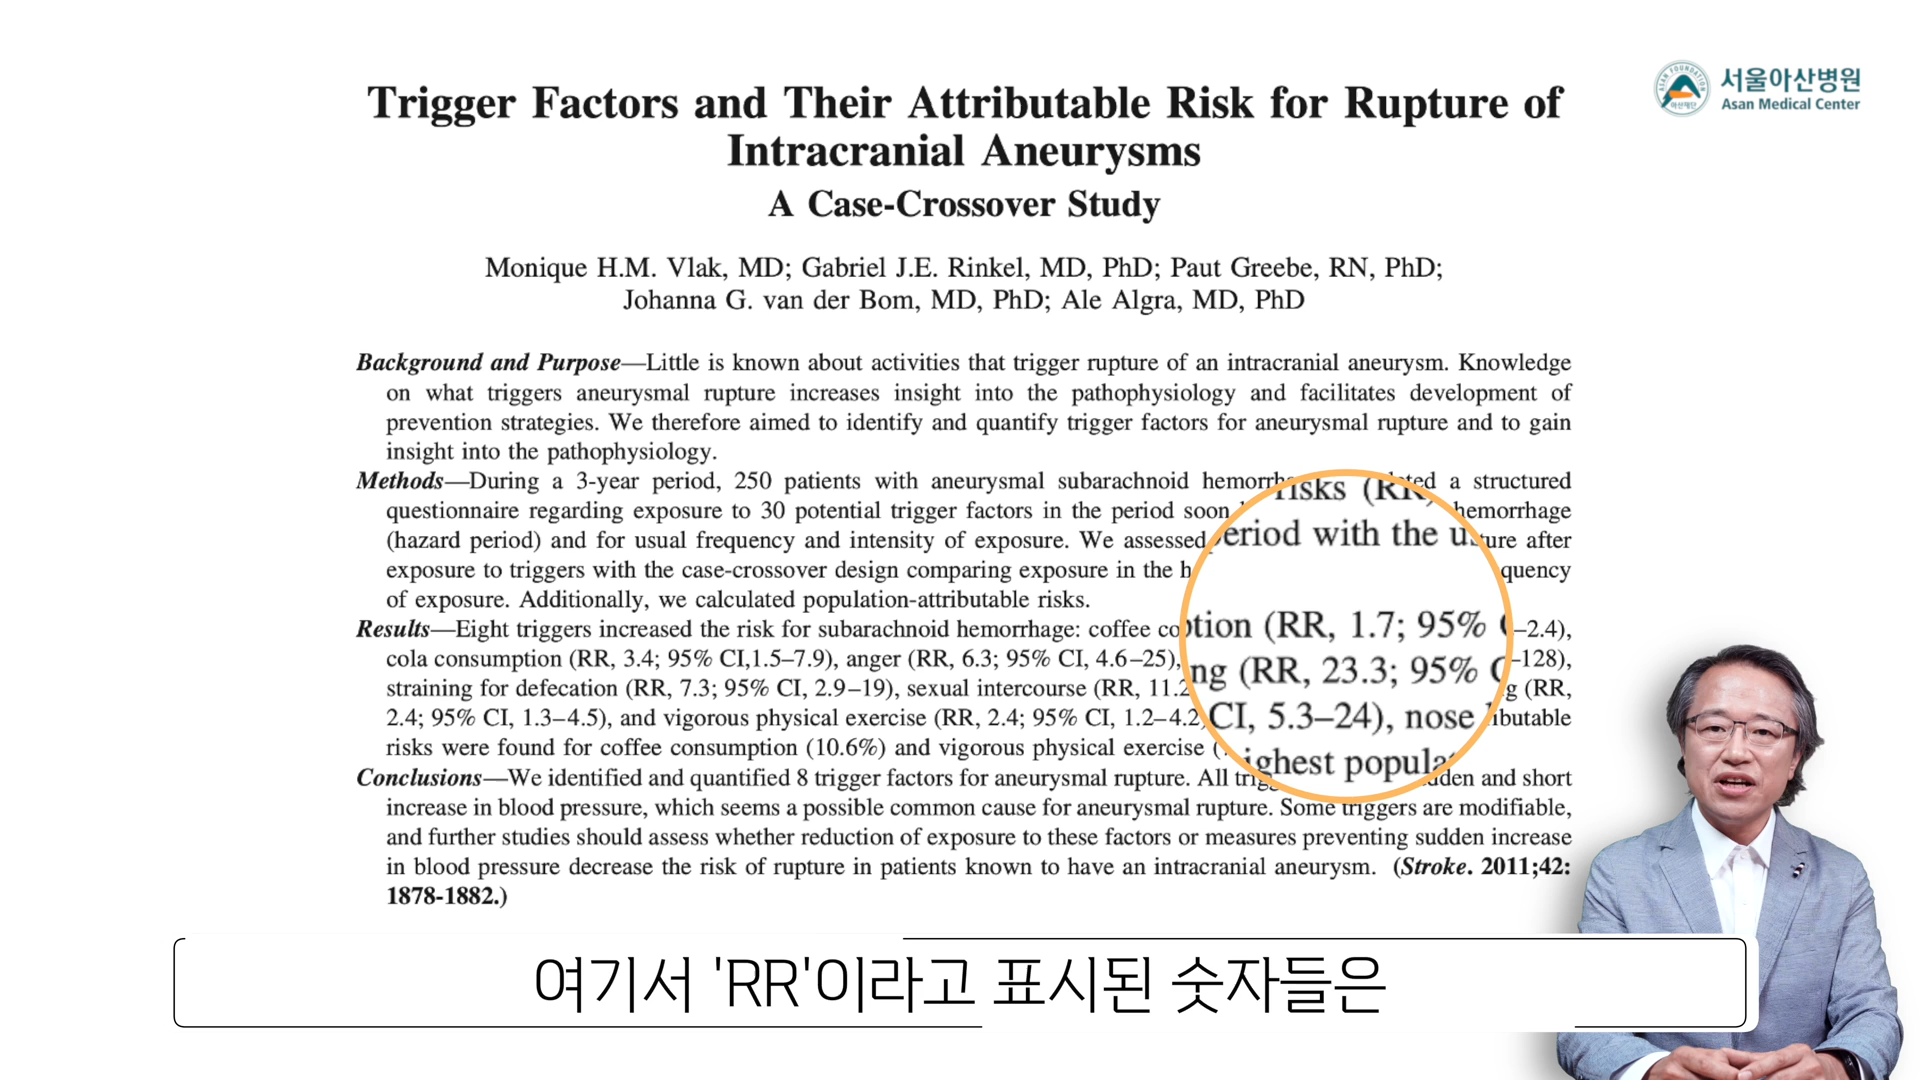 Trigger Factors and Their Attributable Risk for Rupture of
Intracranial Aneurysms
A Case-Crossover Study
서울아산병원
Asan Medical Center
Monique H.M. Vlak, MD; Gabriel J.E. Rinkel, MD, PhD; Paut Greebe, RN, PhD;
Johanna G. van der Bom, MD, PhD; Ale Algra, MD, PhD
Background and Purpose—Little is known about activities that trigger rupture of an intracranial aneurysm. Knowledge
on what triggers aneurysmal rupture increases insight into the pathophysiology and facilitates development of
prevention strategies. We therefore aimed to identify and quantify trigger factors for aneurysmal rupture and to gain
insight into the pathophysiology.
Methods—During a 3-year period, 250 patients with aneurysmal subarachnoid a structured
questionnaire regarding exposure to 30 potential trigger factors in the period soon hemorrhage
(hazard period) and for usual frequency and intensity of exposure. We assessed after
exposure to triggers with the case-crossover design comparing exposure in the
of exposure. Additionally, we calculated population-attributable risks.
Results—Eight triggers increased the risk for subarachnoid hemorrhage: coffee –2.4),
cola consumption (RR, 3.4; 95% CI,1.5–7.9), anger (RR, 6.3; 95% CI, 4.6–25), –128),
straining for defecation (RR, 7.3; 95% CI, 2.9–19), sexual intercourse (RR, 11.2 (RR,
2.4; 95% CI, 1.3–4.5), and vigorous physical exercise (RR, 2.4; 95% CI, 1.2–4.2
risks were found for coffee consumption (10.6%) and vigorous physical exercise
Conclusions—We identified and quantified 8 trigger factors for aneurysmal rupture. All and short
increase in blood pressure, which seems a possible common cause for aneurysmal rupture. Some triggers are modifiable,
and further studies should assess whether reduction of exposure to these factors or measures preventing sudden increase
in blood pressure decrease the risk of rupture in patients known to have an intracranial aneurysm. (Stroke. 2011;42:
1878-1882.)
risks (RR)
eriod with the
tion (RR, 1.7; 95%
ng (RR, 23.3; 95%
CI, 5.3–24), nose
ighest popula
여기서 'RR'이라고 표시된 숫자들은